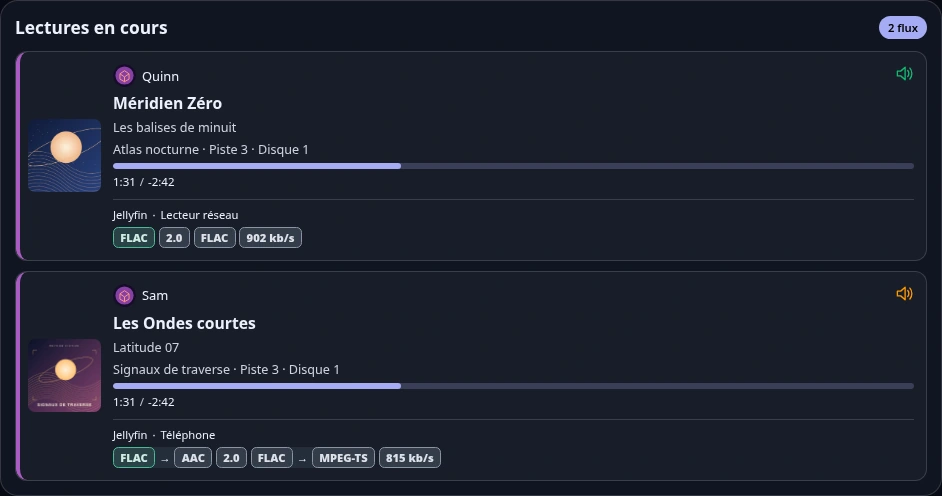 Lectures en cours
2 flux
Quinn
Méridien Zéro
Les balises de minuit
Atlas nocturne · Piste 3 · Disque 1
1:31 / -2:42
Jellyfin · Lecteur réseau
FLAC 2.0 FLAC 902 kb/s
Sam
Les Ondes courtes
Latitude 07
Signaux de traverse · Piste 3 · Disque 1
SIGNAUX DE TRAVERSE
1:31 / -2:42
Jellyfin · Téléphone
FLAC → AAC 2.0 FLAC → MPEG-TS 815 kb/s